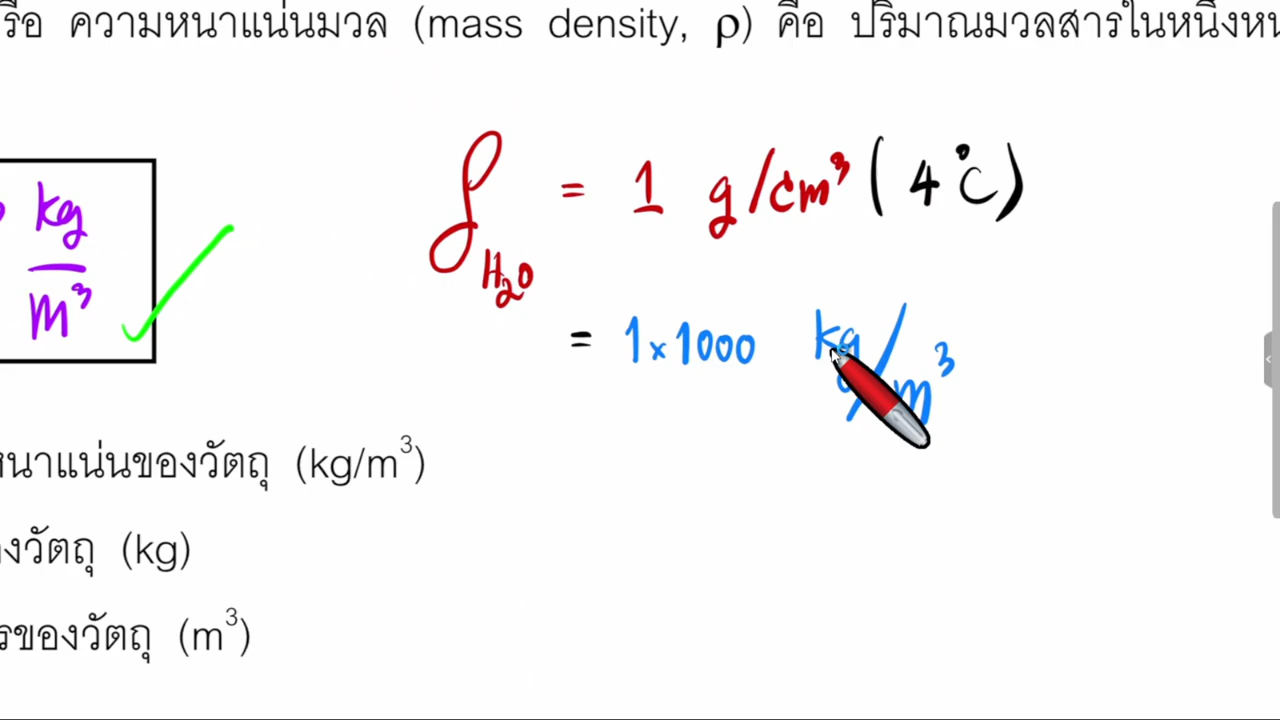 รือ ความหนาแน่นมวล (mass density, ρ) คือ ปริมาณมวลสารในหนึ่งห
ρ H₂O = 1 g/cm³ (4°C)
kg
m³
= 1×1000 kg/m³
หนาแน่นของวัตถุ (kg/m³)
องวัตถุ (kg)
รของวัตถุ (m³)